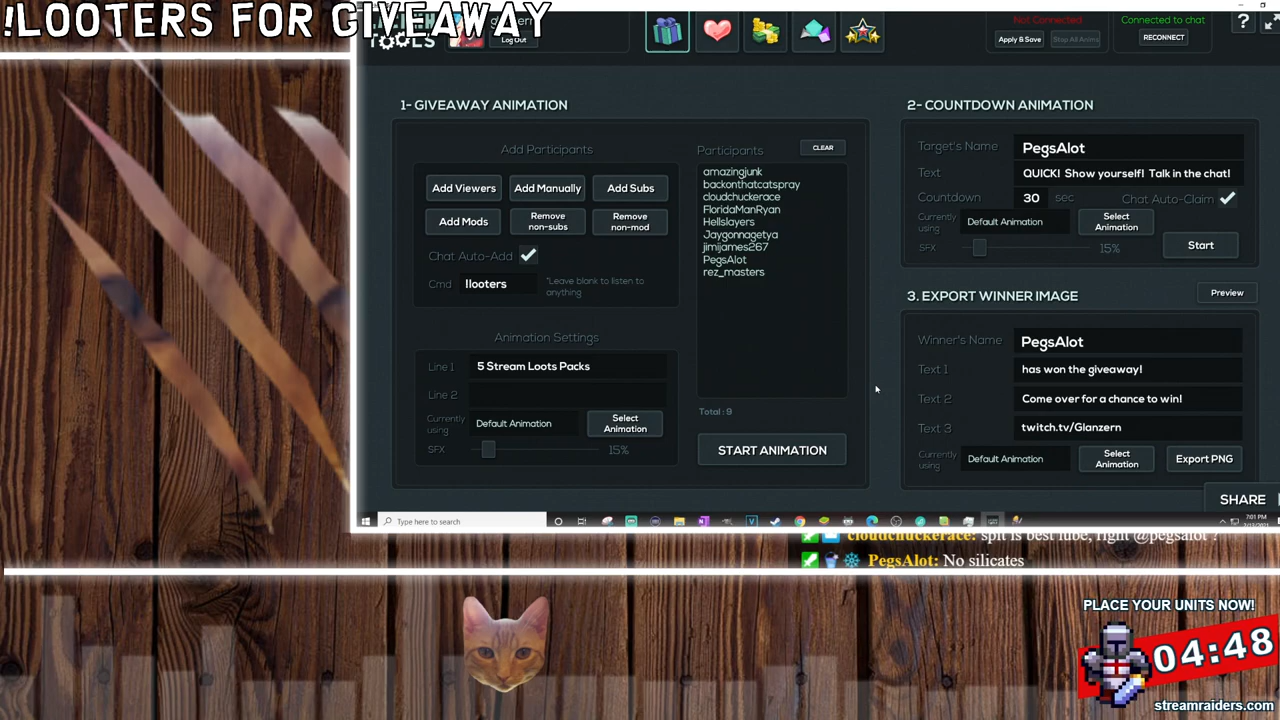 !LOOTERS FOR GIVEAWAY
TOOLS
Log Out
Not Connected
Apply & Save
Stop All Anims
Connected to chat
RECONNECT
?
1- GIVEAWAY ANIMATION
Add Participants
Add Viewers
Add Manually
Add Subs
Add Mods
Remove non-subs
Remove non-mod
Chat Auto-Add
Cmd
!looters
*Leave blank to listen to
anything
Participants
CLEAR
amazingjunk
backonthatcatspray
cloudchuckerace
FloridaManRyan
Hellslayers
Jaygonnagetya
jimijames267
PegsAlot
rez_masters
Total : 9
START ANIMATION
Animation Settings
Line 1
5 Stream Loots Packs
Line 2
Currently using
Default Animation
Select Animation
SFX
15%
2- COUNTDOWN ANIMATION
Target's Name
PegsAlot
Text
QUICK! Show yourself! Talk in the chat!
Countdown
30 sec
Chat Auto-Claim
Currently using
Default Animation
Select Animation
SFX
15%
Start
3. EXPORT WINNER IMAGE
Preview
Winner's Name
PegsAlot
Text 1
has won the giveaway!
Text 2
Come over for a chance to win!
Text 3
twitch.tv/Glanzern
Currently using
Default Animation
Select Animation
Export PNG
SHARE
Type here to search
7:01 PM
cloudchuckerace: spit is best lube, right @pegsalot ?
PegsAlot: No silicates
PLACE YOUR UNITS NOW!
04:48
streamraiders.com